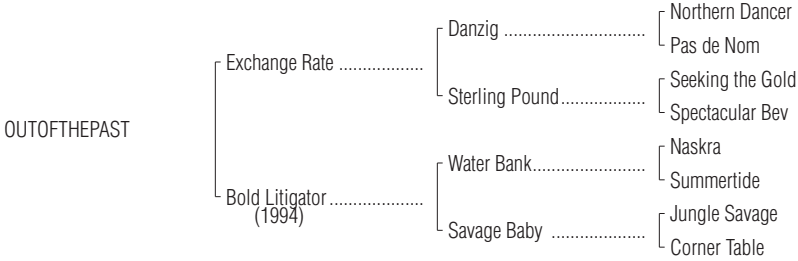 Northern Dancer
Danzig ..............................
Pas de Nom
Exchange Rate ..................
Seeking the Gold
Sterling Pound..................
Spectacular Bev
OUTOFTHEPAST
Naskra
Water Bank........................
Summertide
Bold Litigator ....................
(1994)
Jungle Savage
Savage Baby ....................
Corner Table